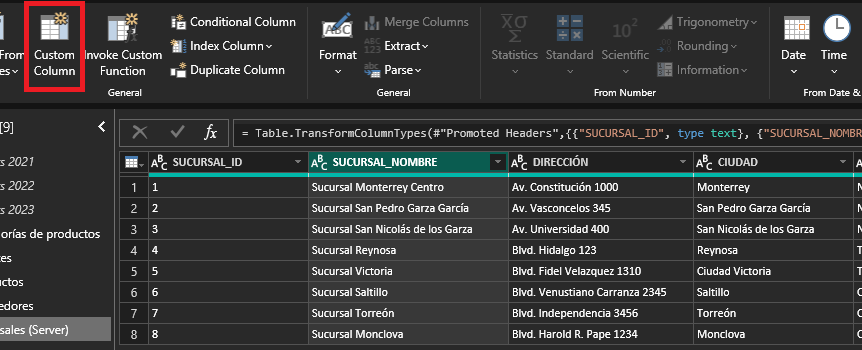 Conditional Column
Merge Columns
Trigonometry
From
Custom
Invoke Custom
Index Column
Format
Extract
Statistics
Standard
Scientific
Rounding
Date
Time
Column
Function
Duplicate Column
Parse
Information
General
General
From Number
From Date &
[9]
fx
= Table.TransformColumnTypes(#"Promoted Headers",{{"SUCURSAL_ID", type text}, {"SUCURSAL_NOMBR
2021
2022
2023
orías de productos
sales (Server)
SUCURSAL_ID SUCURSAL_NOMBRE DIRECCIÓN CIUDAD
1 1 Sucursal Monterrey Centro Av. Constitución 1000 Monterrey
2 2 Sucursal San Pedro Garza García Av. Vasconcelos 345 San Pedro Garza García
3 3 Sucursal San Nicolás de los Garza Av. Universidad 400 San Nicolás de los Garza
4 4 Sucursal Reynosa Blvd. Hidalgo 123 Reynosa
5 5 Sucursal Victoria Blvd. Fidel Velazquez 1310 Ciudad Victoria
6 6 Sucursal Saltillo Blvd. Venustiano Carranza 2345 Saltillo
7 7 Sucursal Torreón Blvd. Independencia 3456 Torreón
8 8 Sucursal Monclova Blvd. Harold R. Pape 1234 Monclova